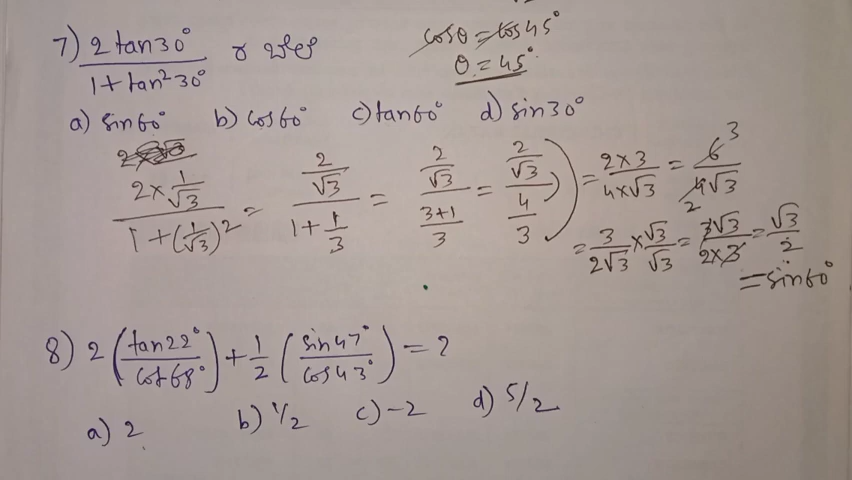 cosθ = cos45°
θ = 45°
7) 2tan30° / 1+tan²30° ರ ಬೆಲೆ
a) sin60° b) cos60° c) tan60° d) sin30°
2×1/√3 / 1+(1/√3)² = 2/√3 / 1+1/3 = 2/√3 / 3+1/3 = 2/√3 / 4/3 = 2×3 / 4×√3 = 6 3 / 4√3 2
= 3/2√3 × √3/√3 = 3√3 / 2×3 = √3/2
= sin60°
8) 2(tan22°/cot68°) + 1/2(sin47°/cos43°) = ?
a) 2 b) 1/2 c) -2 d) 5/2